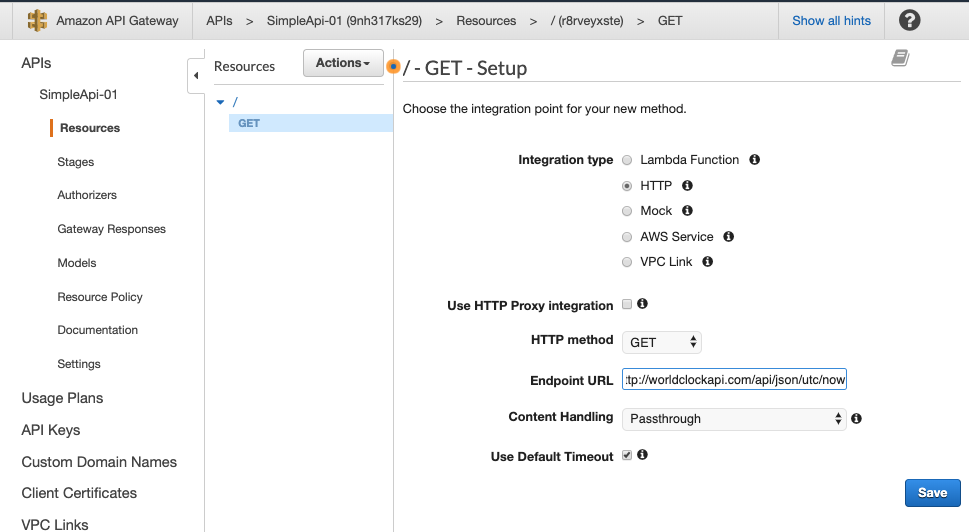 Amazon API Gateway APIs > SimpleApi-01 (9nh317ks29) > Resources > / (r8rveyxste) > GET Show all hints ?
APIs
SimpleApi-01
Resources
Stages
Authorizers
Gateway Responses
Models
Resource Policy
Documentation
Settings
Usage Plans
API Keys
Custom Domain Names
Client Certificates
VPC Links
Resources Actions
/
GET
/ - GET - Setup
Choose the integration point for your new method.
Integration type Lambda Function
HTTP
Mock
AWS Service
VPC Link
Use HTTP Proxy integration
HTTP method GET
Endpoint URL tp://worldclockapi.com/api/json/utc/now
Content Handling Passthrough
Use Default Timeout
Save